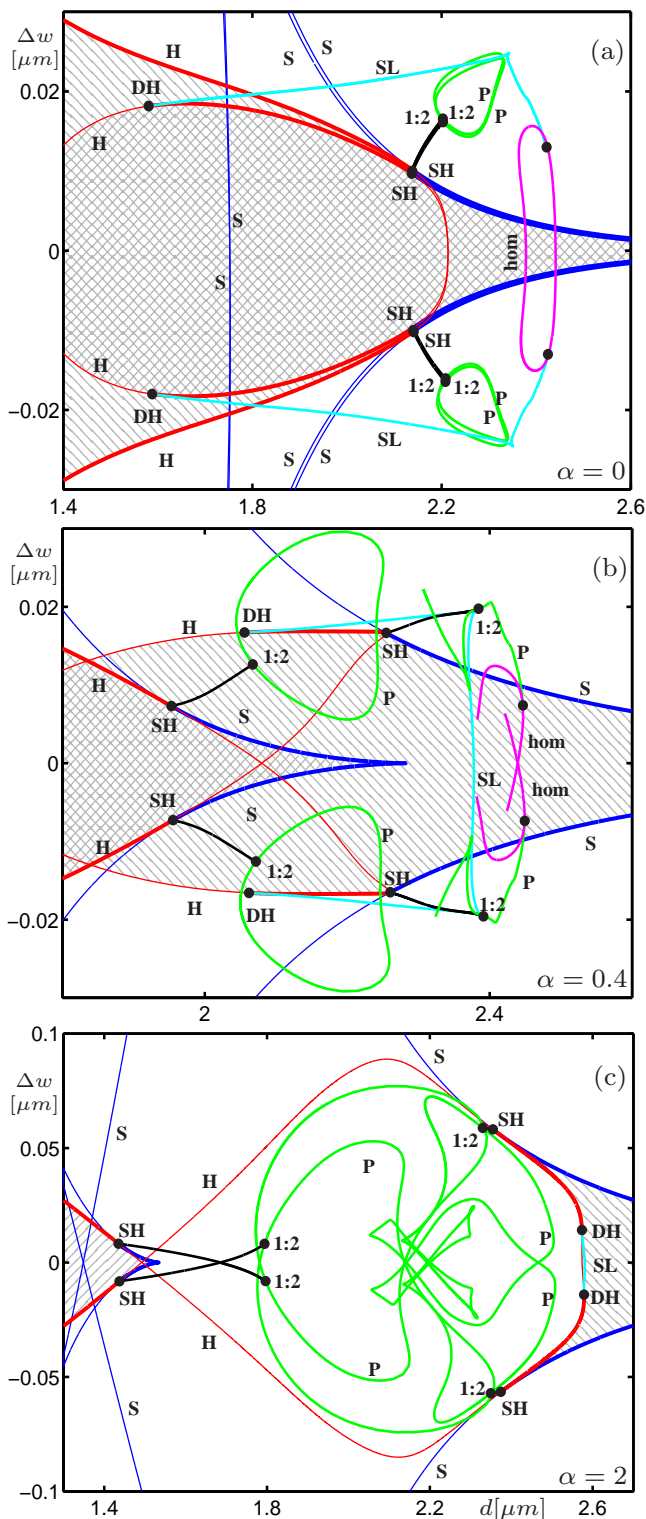 Δw
[μm]
(a)
H
S
S
SL
DH
0.02
P
1:2
1:2
P
H
SH
SH
S
0
hom
S
SH
H
SH
1:2
1:2
P
DH
P
−0.02
SL
H
S
S
α = 0
1.4
1.8
2.2
2.6
Δw
[μm]
(b)
0.02
H
DH
1:2
H
1:2
SH
P
S
P
S
SH
hom
0
SL
SH
hom
S
H
P
S
1:2
SH
P
H
DH
1:2
−0.02
α = 0.4
2
2.4
0.1
S
Δw
[μm]
(c)
S
SH
0.05
1:2
H
P
SH
1:2
P
DH
0
SL
1:2
SH
P
DH
H
P
−0.05
1:2
SH
S
S
α = 2
−0.1
1.4
1.8
2.2
d[μm]
2.6